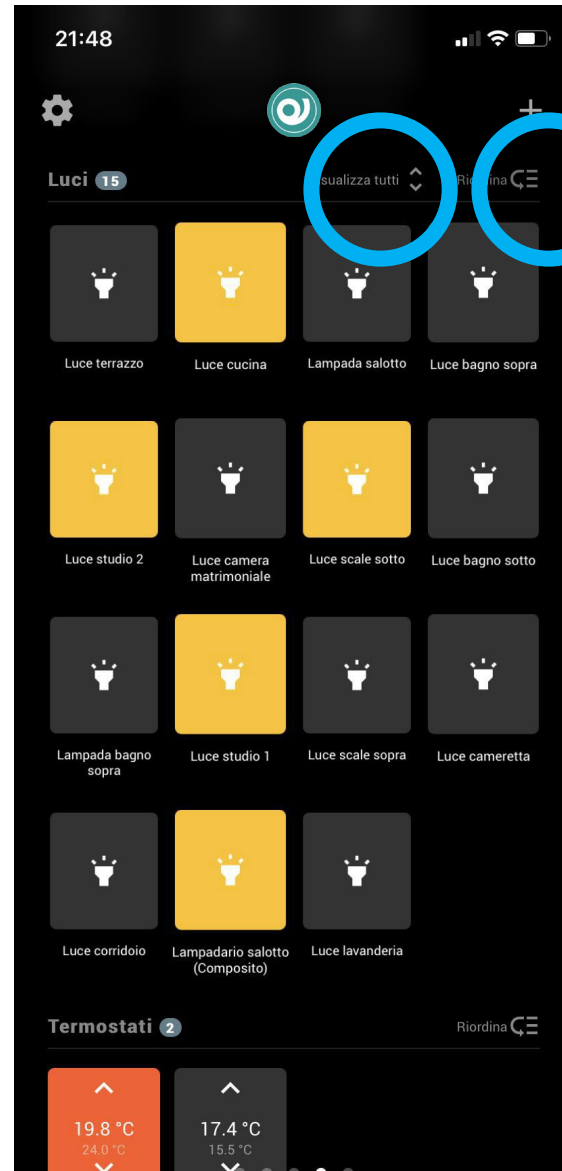 21:48
Luci 15
sualizza tutti
Riordina
Luce terrazzo
Luce cucina
Lampada salotto
Luce bagno sopra
Luce studio 2
Luce camera
matrimoniale
Luce scale sotto
Luce bagno sotto
Lampada bagno
sopra
Luce studio 1
Luce scale sopra
Luce cameretta
Luce corridoio
Lampadario salotto
(Composito)
Luce lavanderia
Termostati 2
Riordina
19.8 °C
24.0 °C
17.4 °C
15.5 °C